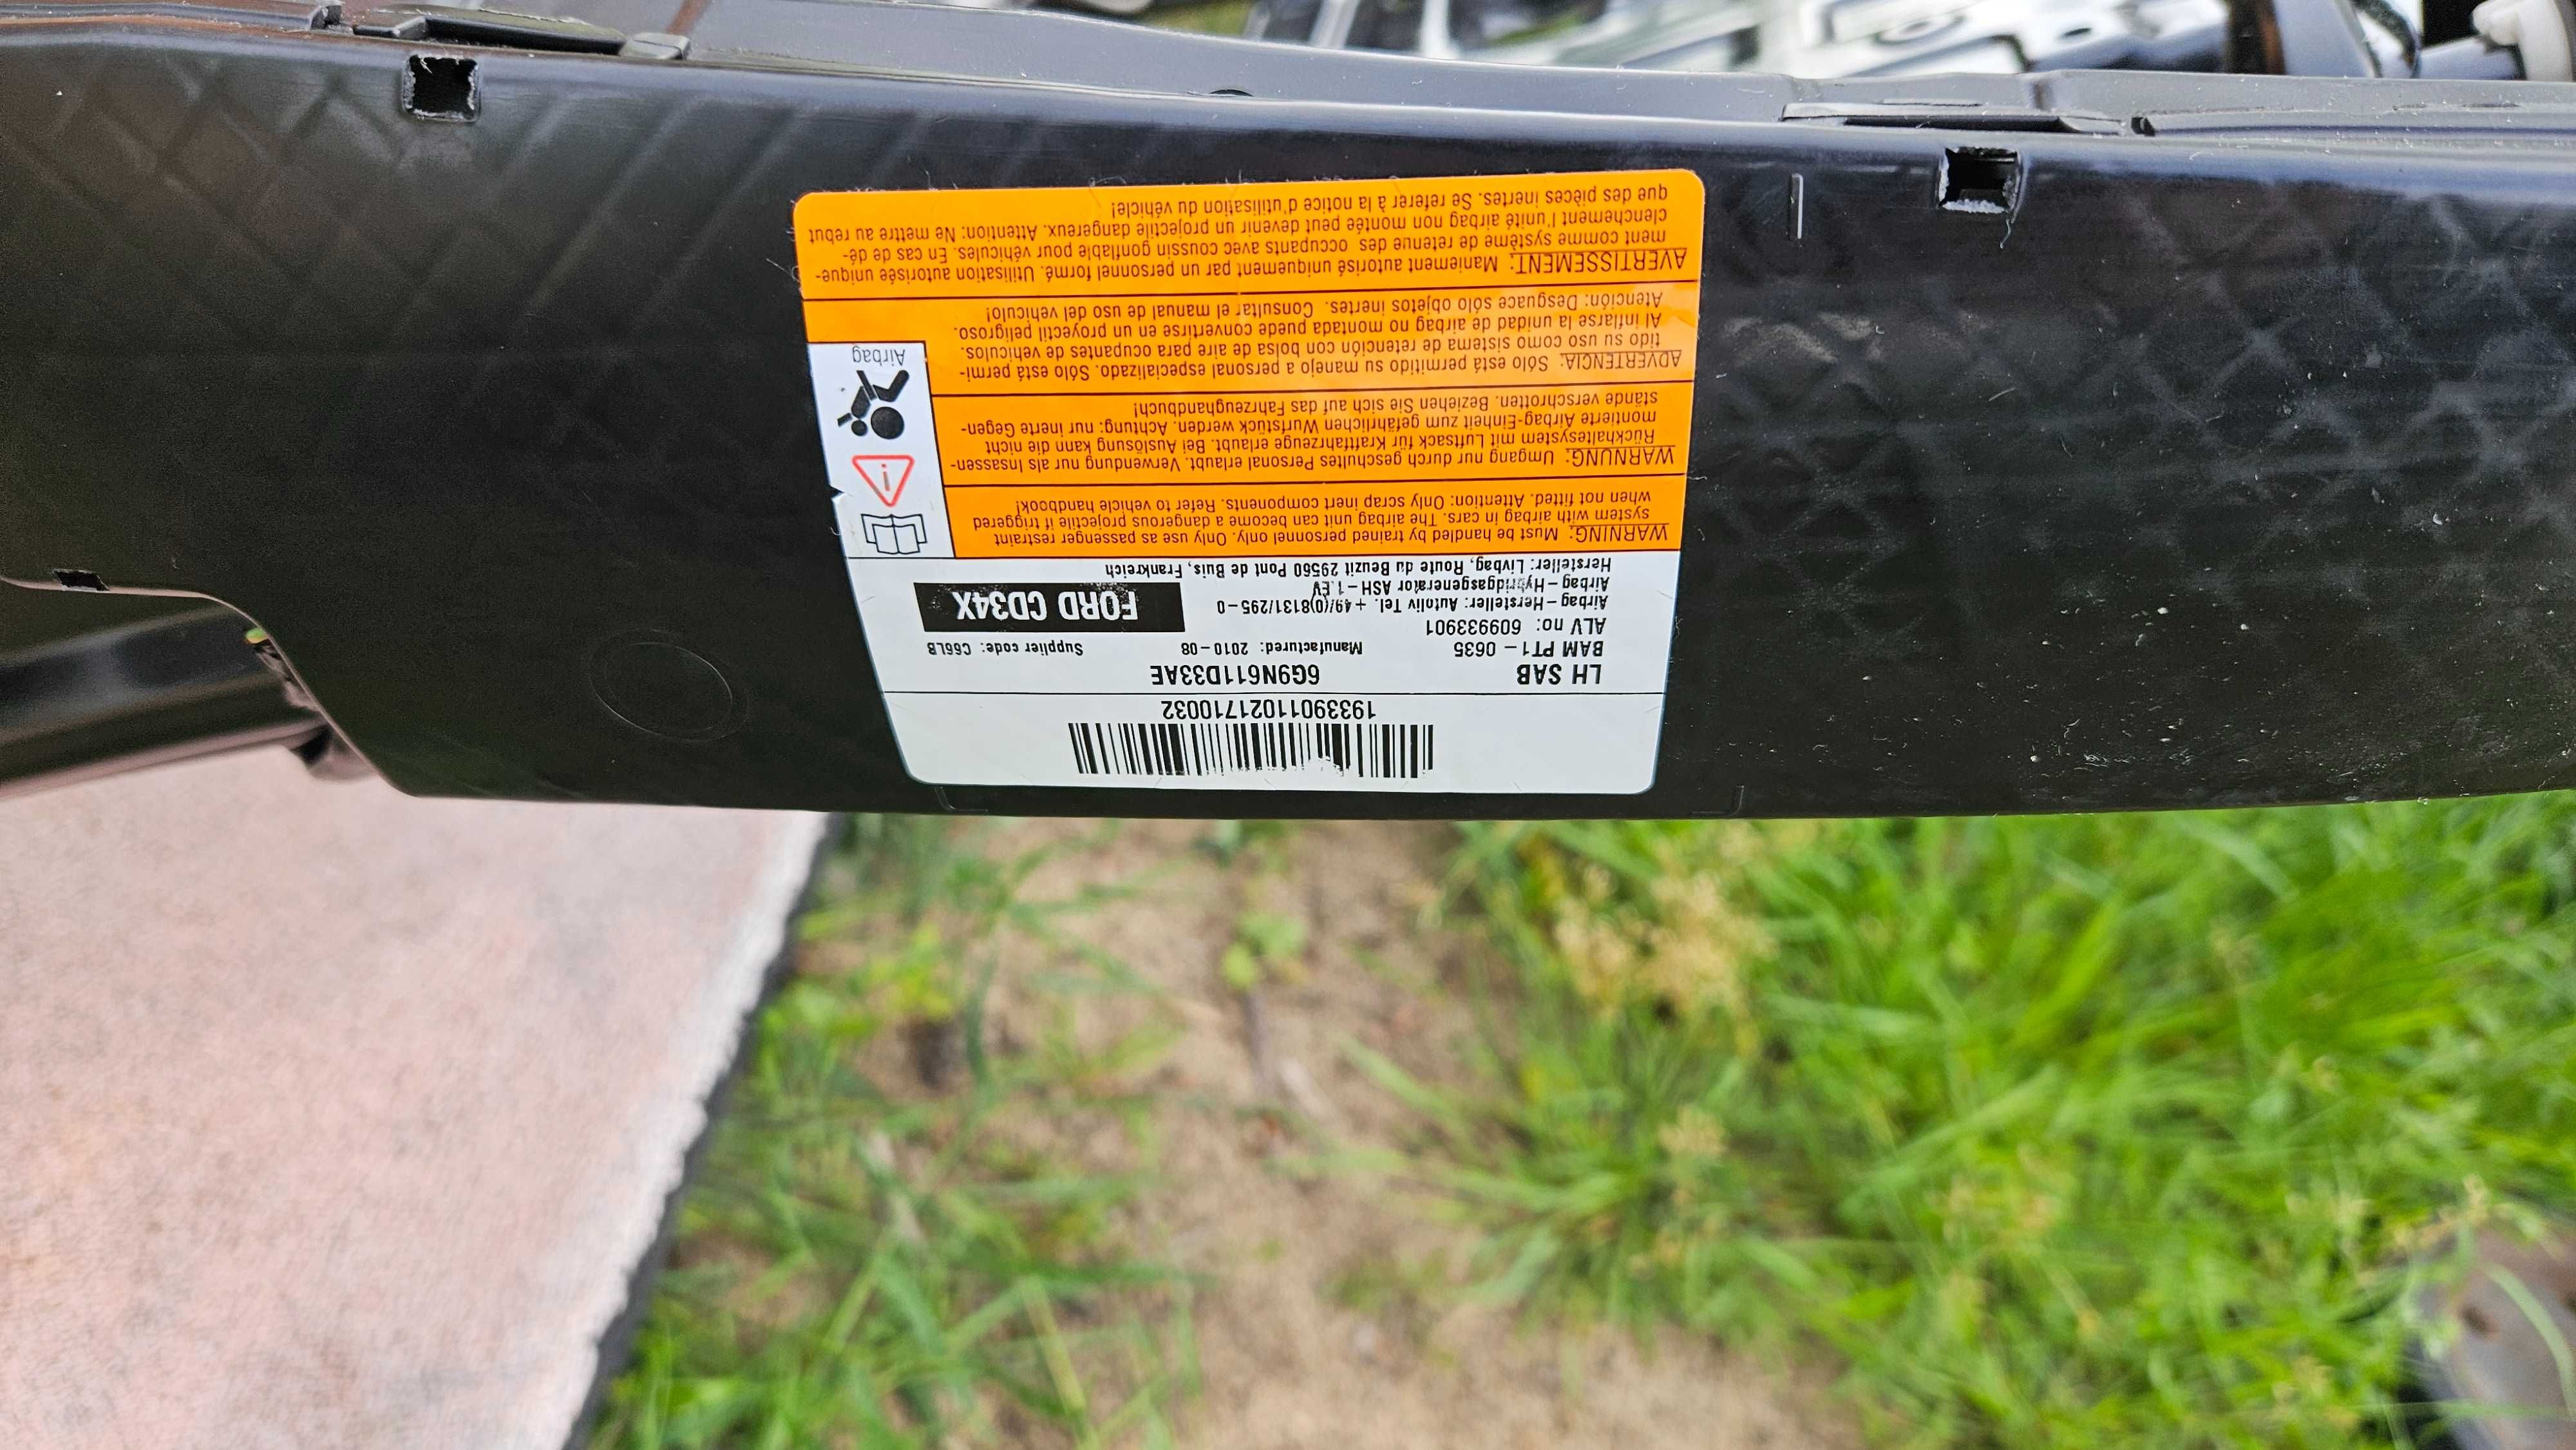 193390110217100​32
LH SAB 6G9N611D33AE
BAM PT1-0635 Manufactured: 2010-08 Supplier code: C66LB
ALV no: 609933901
Airbag-Hersteller: Autoliv Tel. +49/(0)8131/295-0
Airbag-Hybridgasgenerator ASH-1.EV
FORD CD34X
Hersteller: Livbag, Route du Beuzit 29560 Pont de Buis, Frankreich
WARNING: Must be handled by trained personnel only. Only use as passenger restraint
system with airbag in cars. The airbag unit can become a dangerous projectile if triggered
when not fitted. Attention: Only scrap inert components. Refer to vehicle handbook!
WARNUNG: Umgang nur durch geschultes Personal erlaubt. Verwendung nur als Insassen-
Rückhaltesystem mit Luftsack für Kraftfahrzeuge erlaubt. Bei Auslösung kann die nicht
montierte Airbag-Einheit zum gefährlichen Wurfstück werden. Achtung: nur inerte Gegen-
stände verschrotten. Beziehen Sie sich auf das Fahrzeughandbuch!
Airbag
ADVERTENCIA: Sólo está permitido su manejo a personal especializado. Sólo está permi-
tido su uso como sistema de retención con bolsa de aire para ocupantes de vehículos.
Al inflarse la unidad de airbag no montada puede convertirse en un proyectil peligroso.
Atención: Desguace sólo objetos inertes. Consultar el manual de uso del vehículo!
AVERTISSEMENT: Maniement autorisé uniquement par un personnel formé. Utilisation autorisée unique-
ment comme système de retenue des occupants avec coussin gonflable pour véhicules. En cas de dé-
clenchement l'unité airbag non montée peut devenir un projectile dangereux. Attention: Ne mettre au rebut
que des pièces inertes. Se referer à la notice d'utilisation du véhicle!